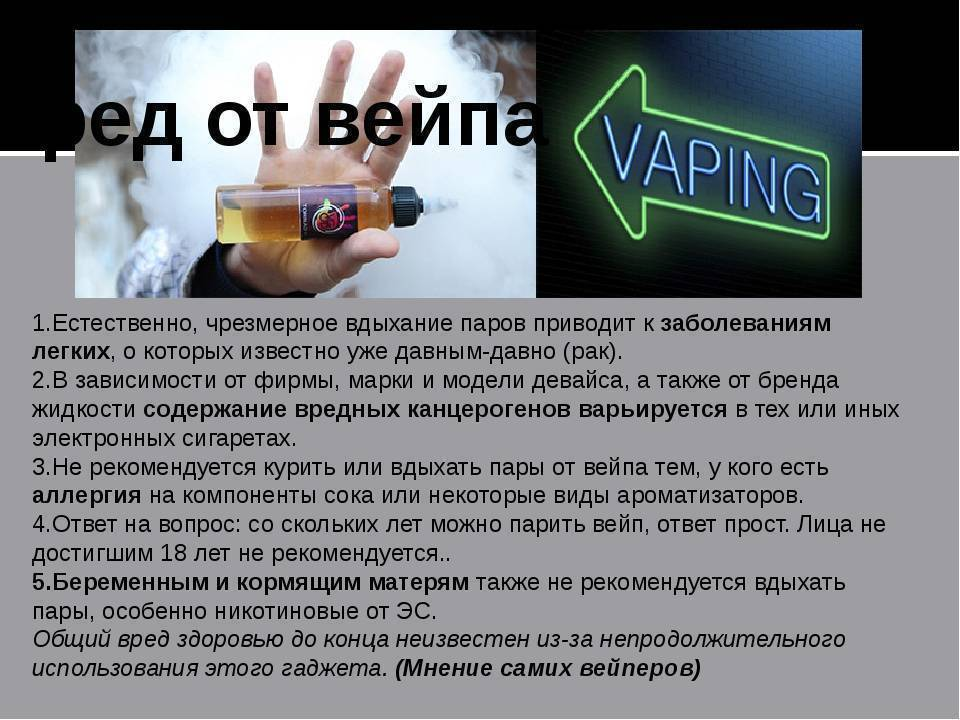 ред от вейпа
VAPING
1.Естественно, чрезмерное вдыхание паров приводит к заболеваниям
легких, о которых известно уже давным-давно (рак).
2.В зависимости от фирмы, марки и модели девайса, а также от бренда
жидкости содержание вредных канцерогенов варьируется в тех или иных
электронных сигаретах.
3.Не рекомендуется курить или вдыхать пары от вейпа тем, у кого есть
аллергия на компоненты сока или некоторые виды ароматизаторов.
4.Ответ на вопрос: со скольких лет можно парить вейп, ответ прост. Лица не
достигшим 18 лет не рекомендуется..
5.Беременным и кормящим матерям также не рекомендуется вдыхать
пары, особенно никотиновые от ЭС.
Общий вред здоровью до конца неизвестен из-за непродолжительного
использования этого гаджета. (Мнение самих вейперов)